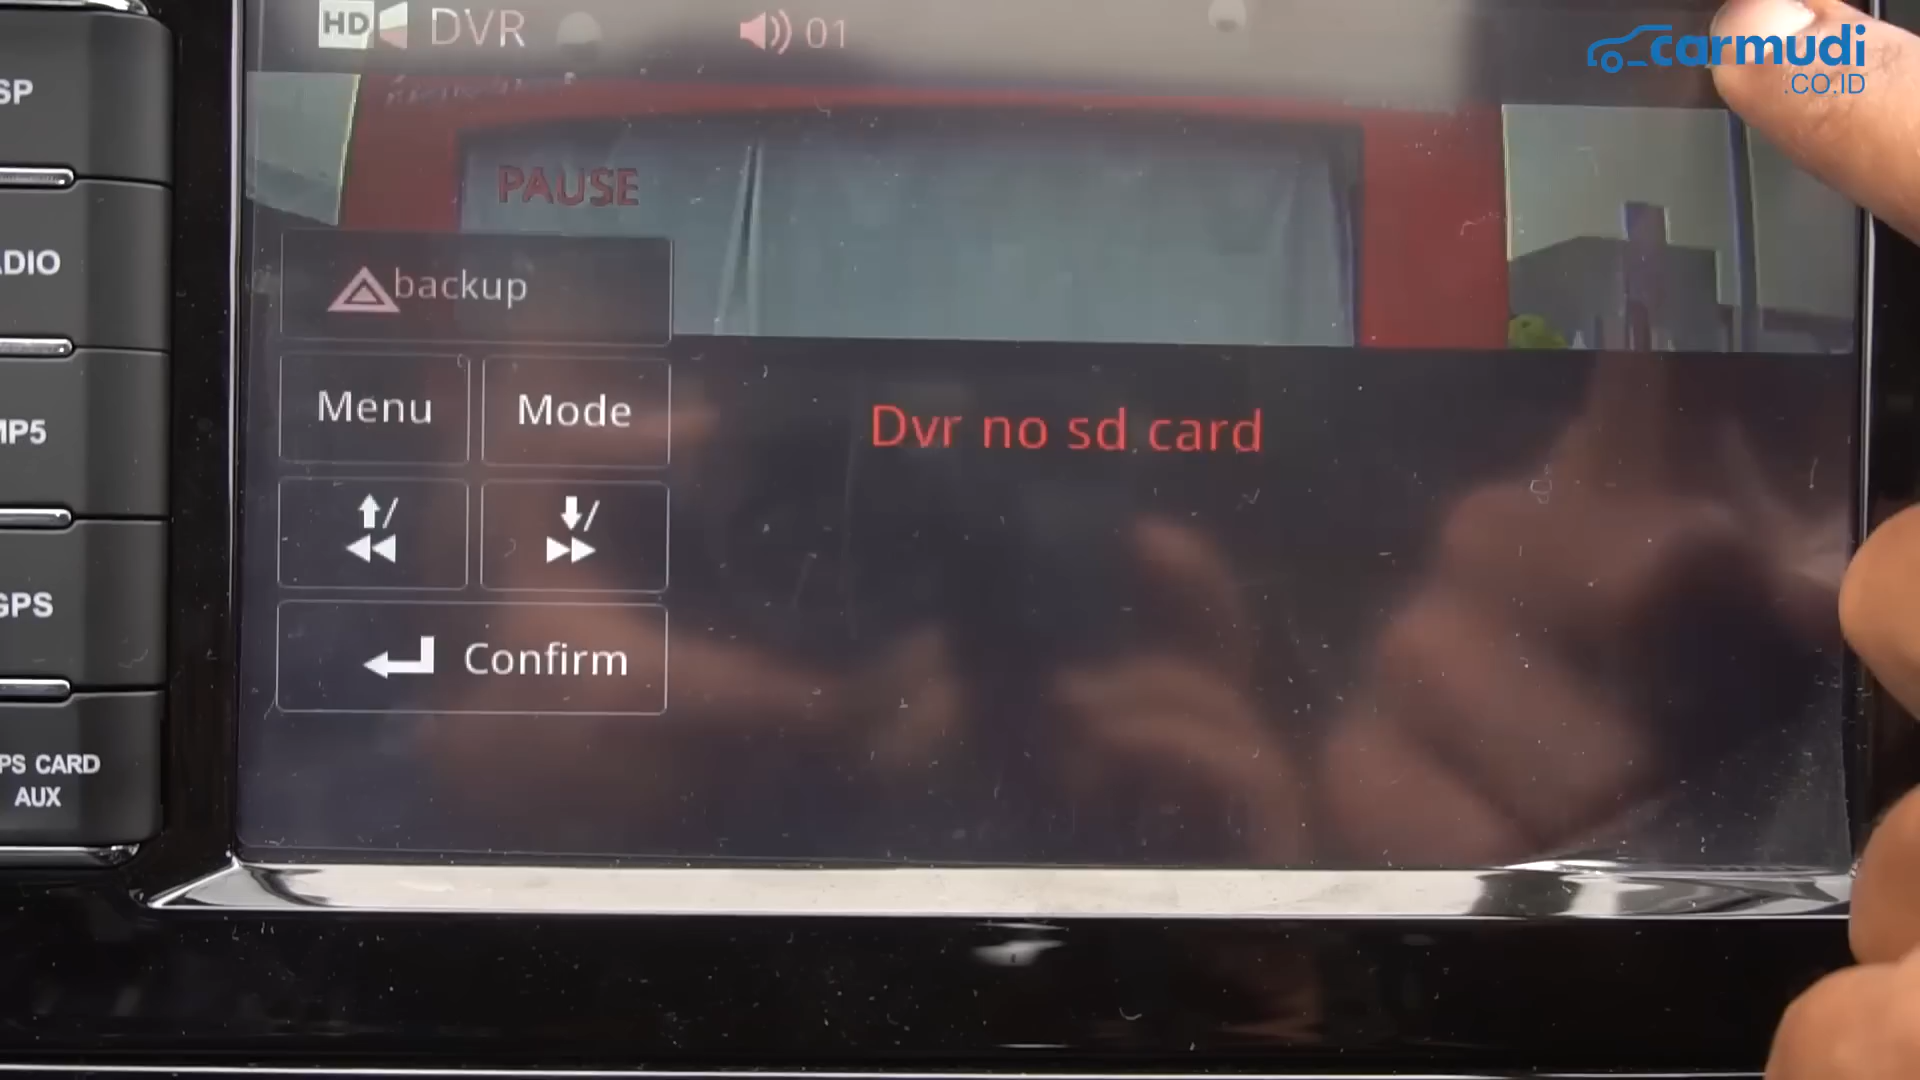 HD DVR 01
carmudi
.CO.ID
SP
PAUSE
ADIO
backup
Menu Mode
Dvr no sd card
MP5
GPS
Confirm
PS CARD
AUX